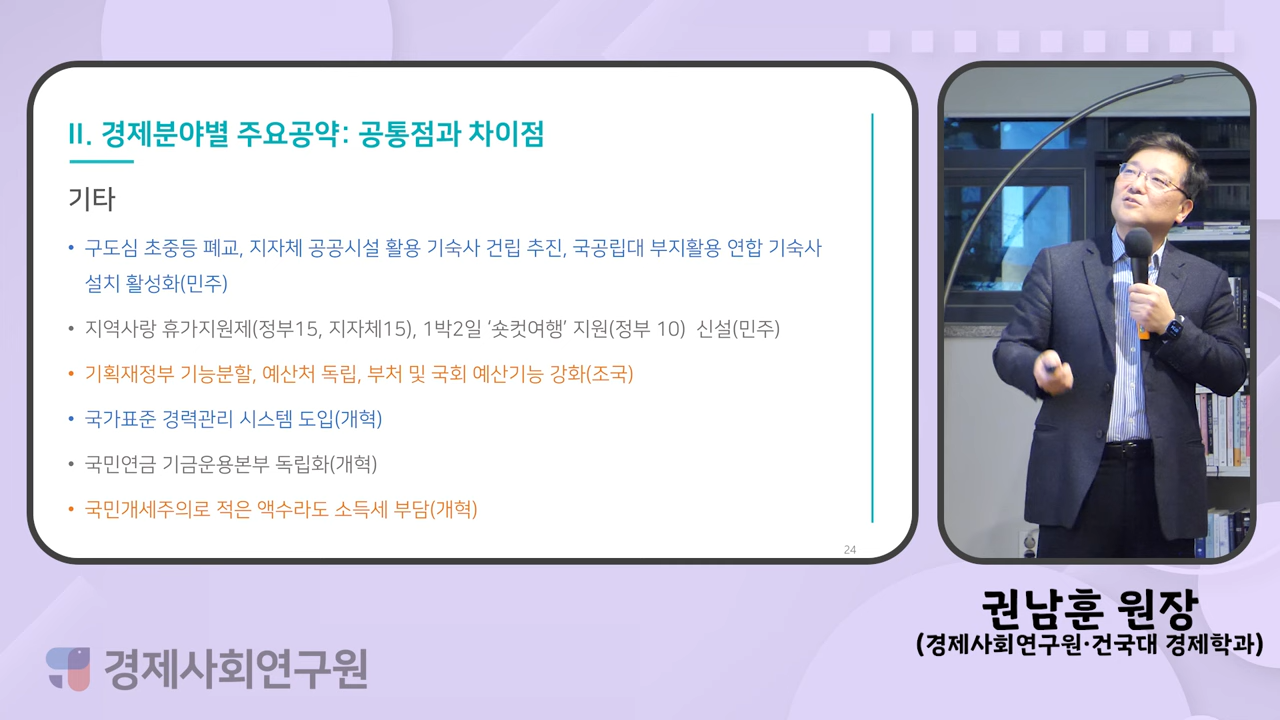 II. 경제분야별 주요공약: 공통점과 차이점
기타
• 구도심 초중등 폐교, 지자체 공공시설 활용 기숙사 건립 추진, 국공립대 부지활용 연합 기숙사
설치 활성화(민주)
• 지역사랑 휴가지원제(정부15, 지자체15), 1박2일 ‘숏컷여행’ 지원(정부 10) 신설(민주)
• 기획재정부 기능분할, 예산처 독립, 부처 및 국회 예산기능 강화(조국)
• 국가표준 경력관리 시스템 도입(개혁)
• 국민연금 기금운용본부 독립화(개혁)
• 국민개세주의로 적은 액수라도 소득세 부담(개혁)
24
권남훈 원장
(경제사회연구원·건국대 경제학과)
경제사회연구원